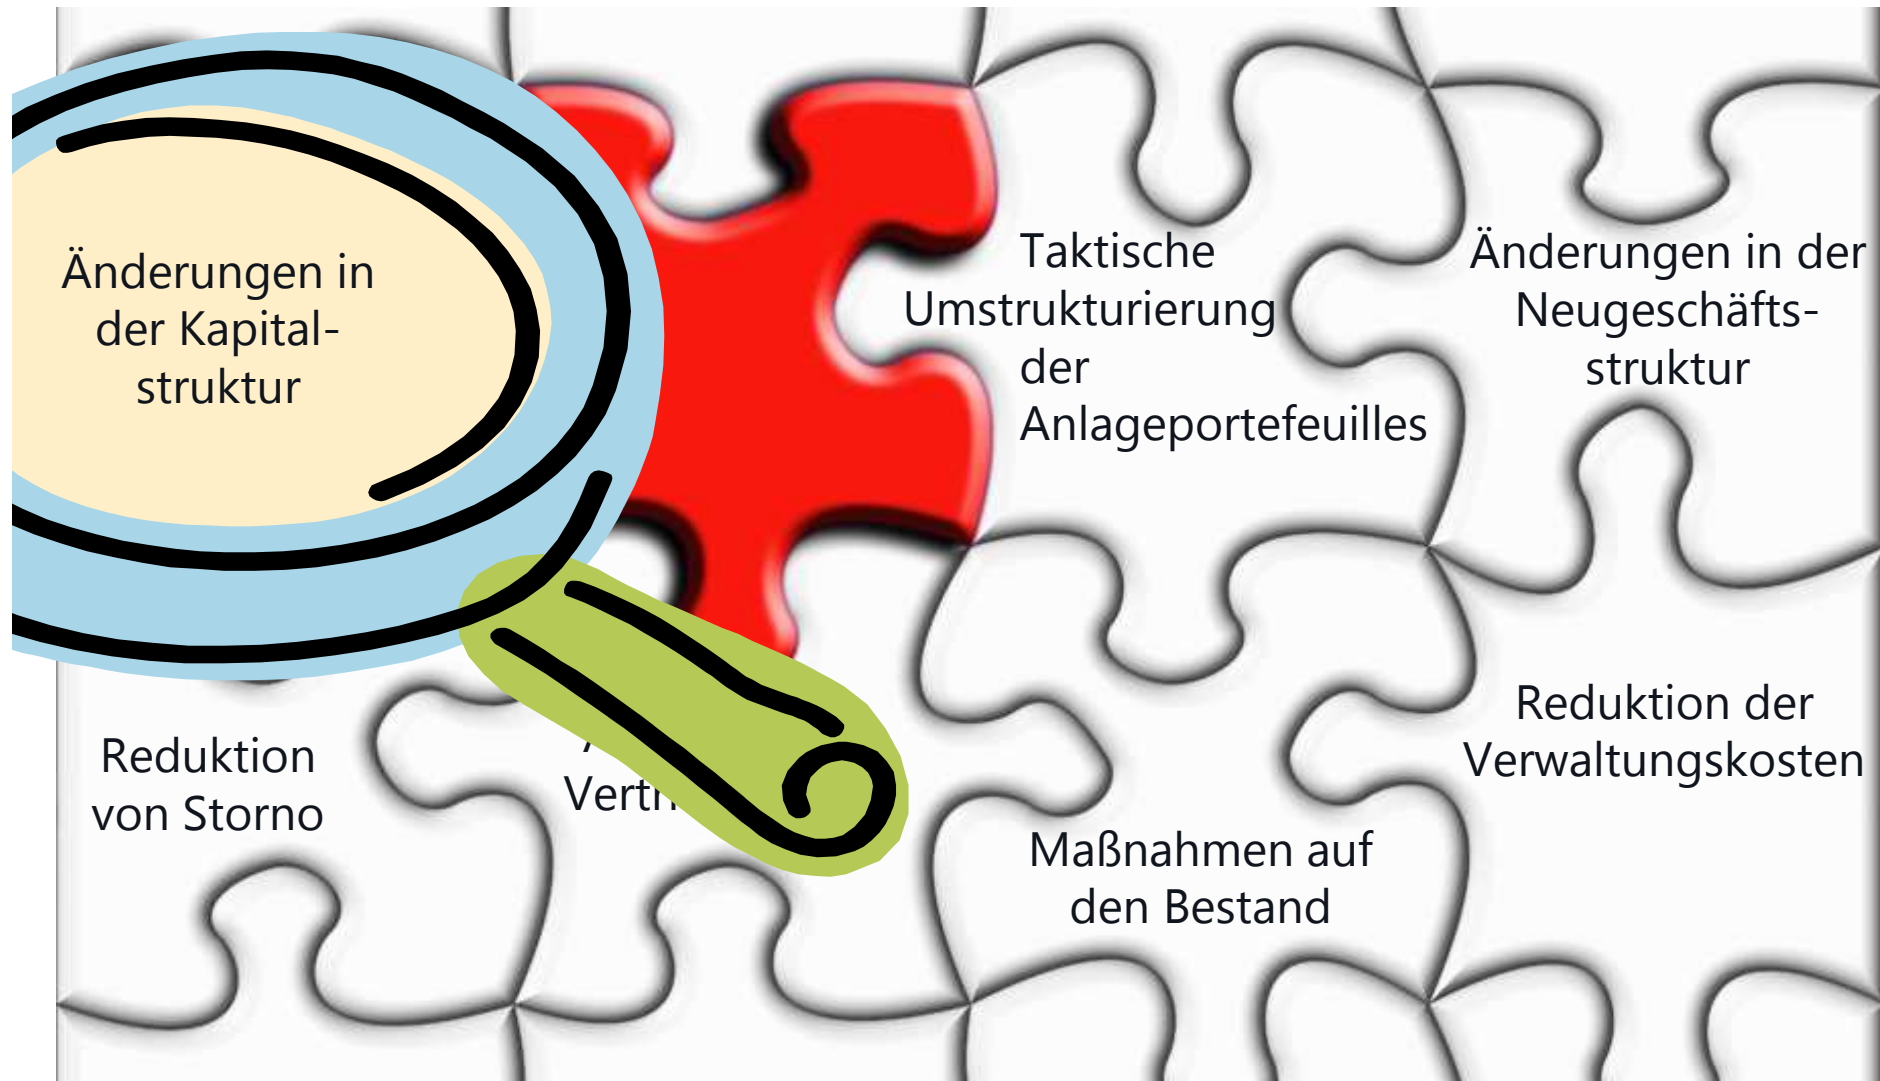 Änderungen in
der Kapital-
struktur
Taktische
Umstrukturierung
der
Anlageportefeuilles
Änderungen in der
Neugeschäfts-
struktur
Reduktion
von Storno
Maßnahmen auf
den Bestand
Reduktion der
Verwaltungskosten